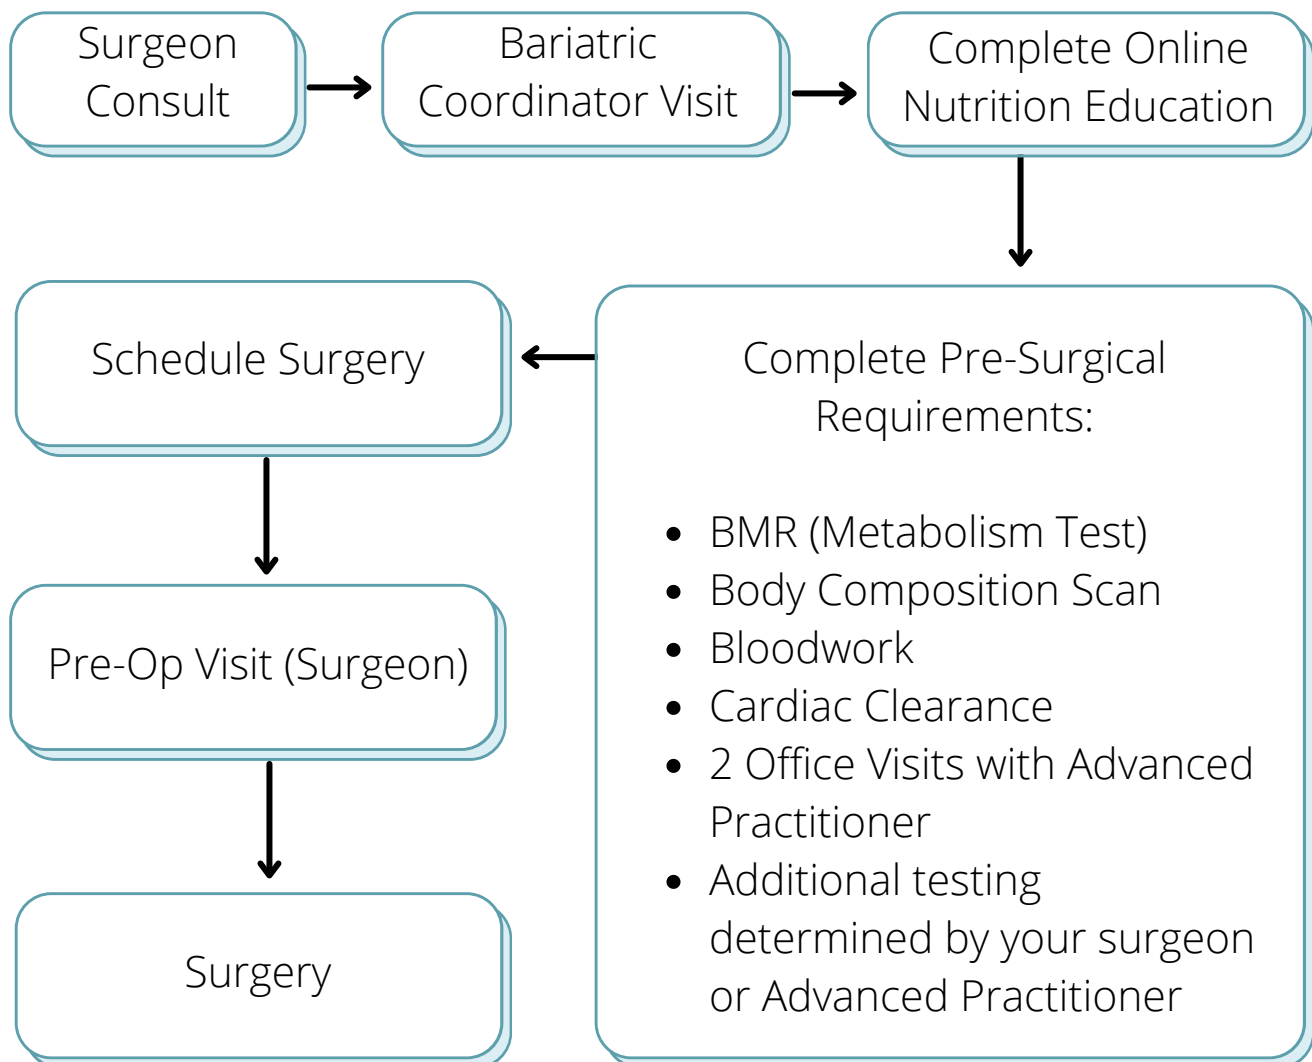 Surgeon
Consult
Bariatric
Coordinator Visit
Complete Online
Nutrition Education
Complete Pre-Surgical
Requirements:
• BMR (Metabolism Test)
• Body Composition Scan
• Bloodwork
• Cardiac Clearance
• 2 Office Visits with Advanced
Practitioner
• Additional testing
determined by your surgeon
or Advanced Practitioner
Schedule Surgery
Pre-Op Visit (Surgeon)
Surgery